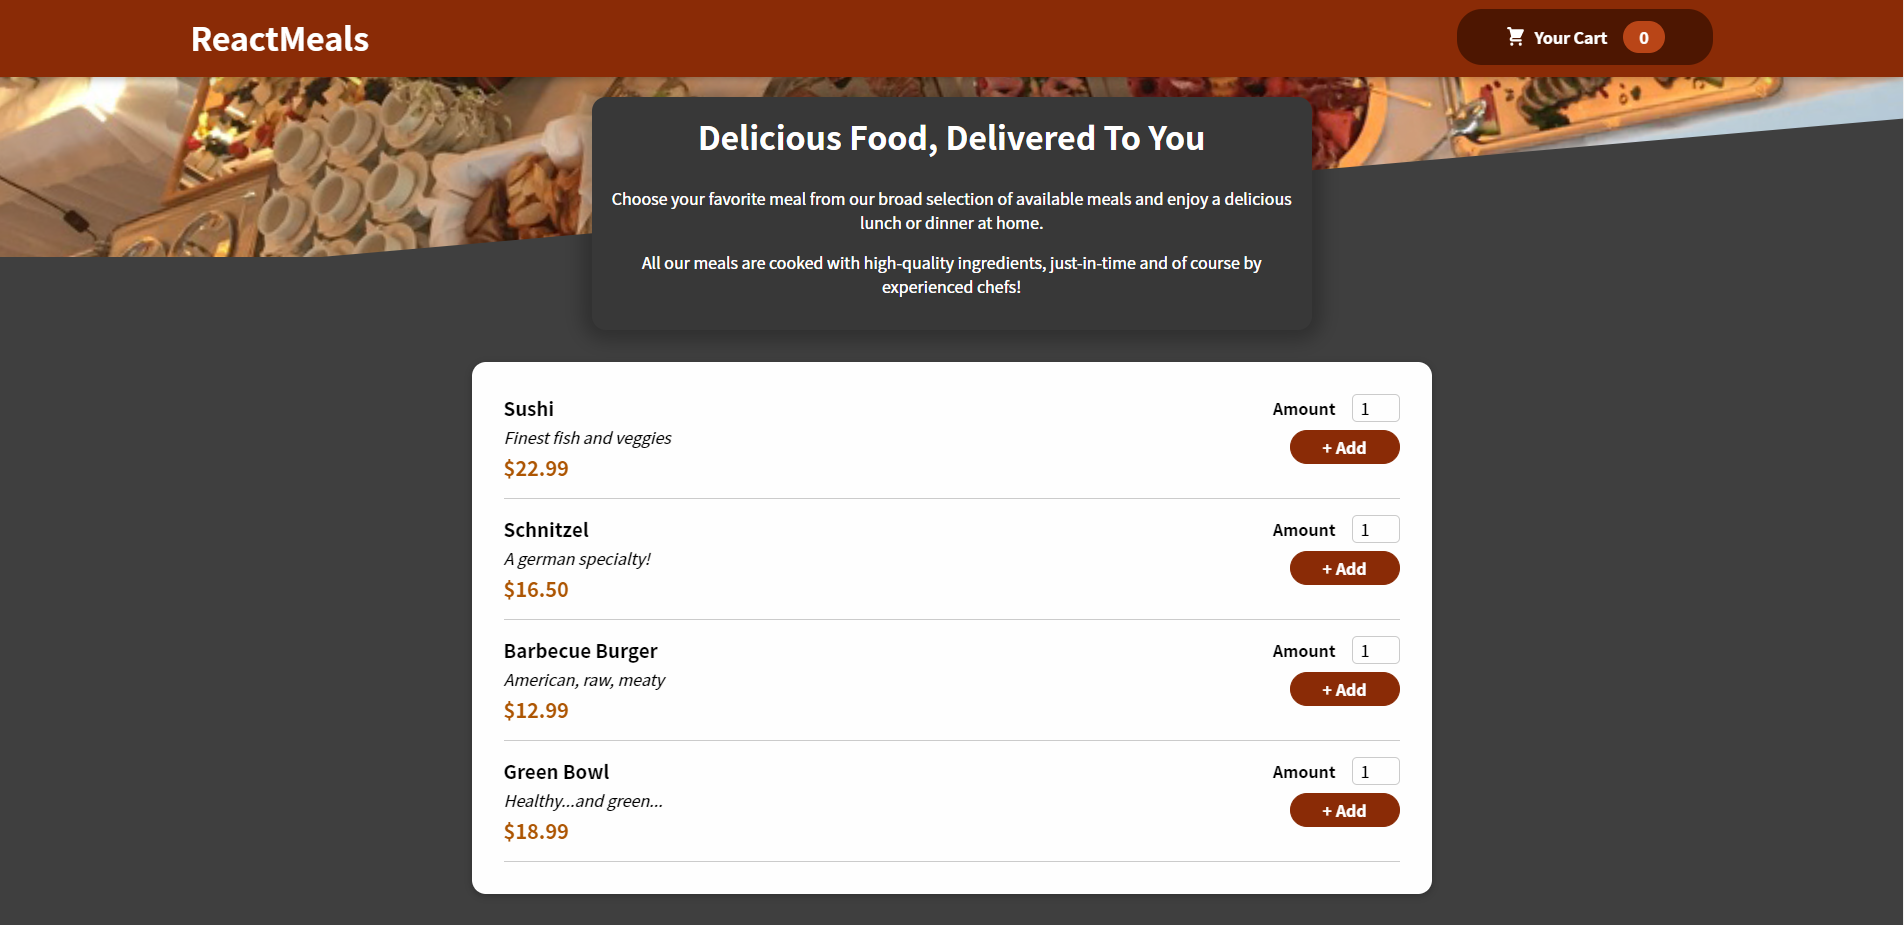 ReactMeals
Your Cart 0
Delicious Food, Delivered To You
Choose your favorite meal from our broad selection of available meals and enjoy a delicious
lunch or dinner at home.
All our meals are cooked with high-quality ingredients, just-in-time and of course by
experienced chefs!
Sushi
Finest fish and veggies
$22.99
Amount 1
+ Add
Schnitzel
A german specialty!
$16.50
Amount 1
+ Add
Barbecue Burger
American, raw, meaty
$12.99
Amount 1
+ Add
Green Bowl
Healthy...and green...
$18.99
Amount 1
+ Add